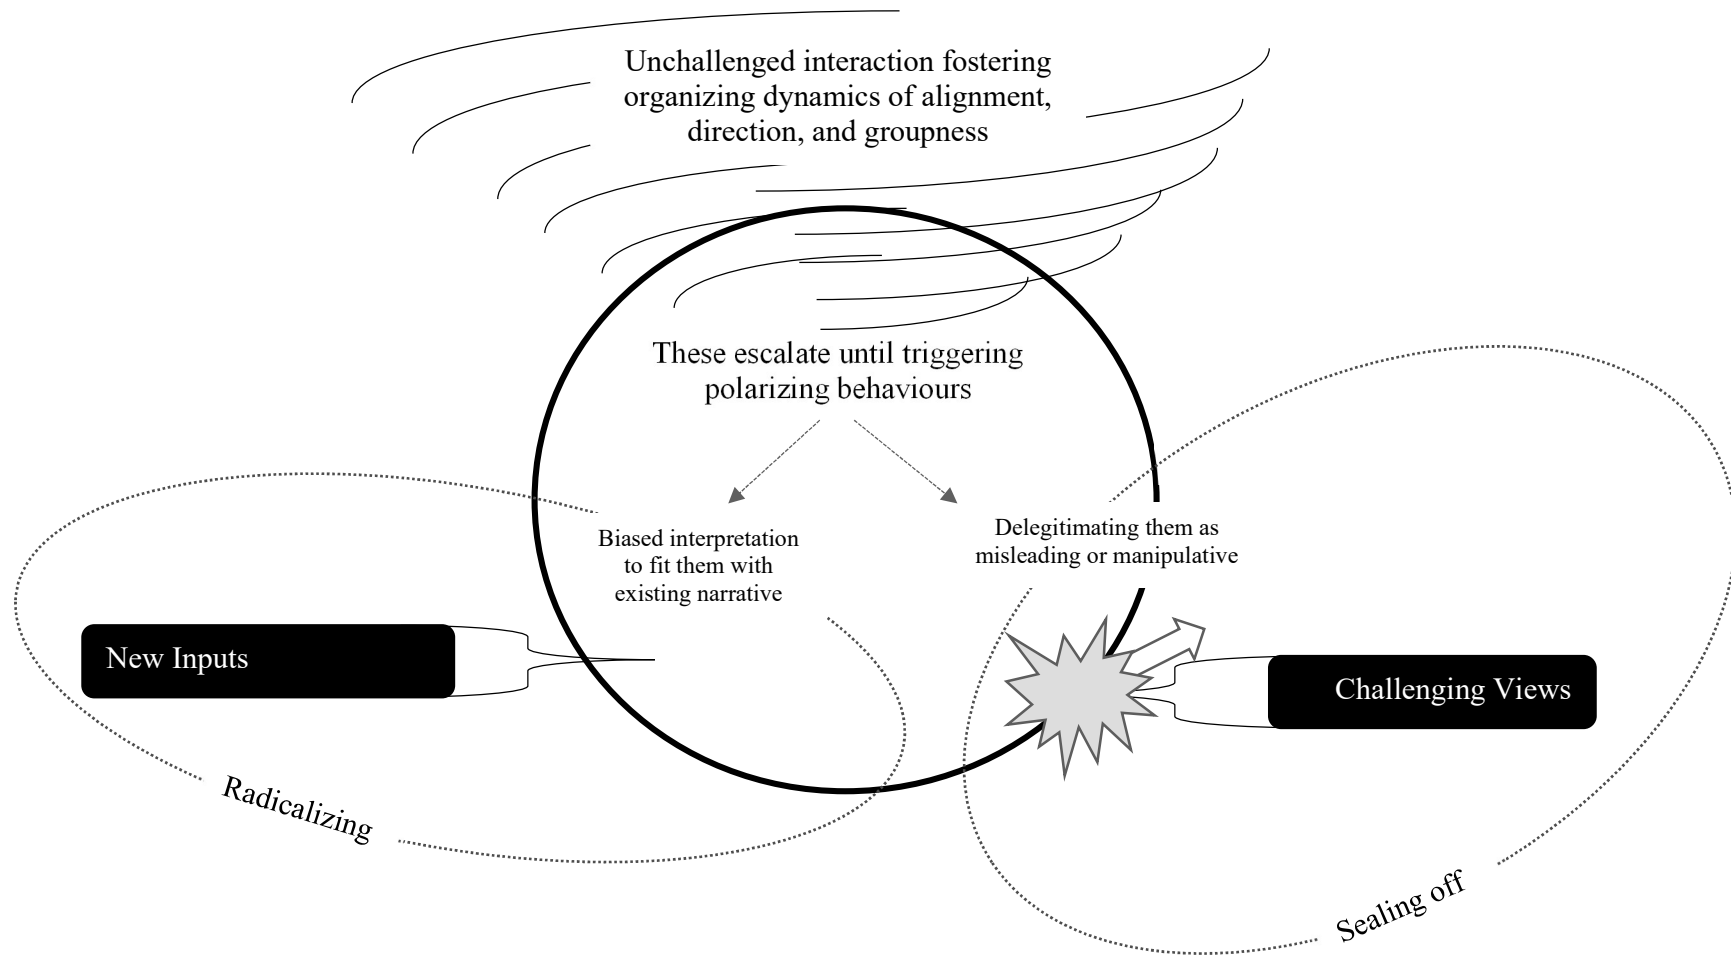 Unchallenged interaction fostering
organizing dynamics of alignment,
direction, and groupness
These escalate until triggering
polarizing behaviours
Biased interpretation
to fit them with
existing narrative
Delegitimating them as
misleading or manipulative
New Inputs
Challenging Views
Radicalizing
Sealing off